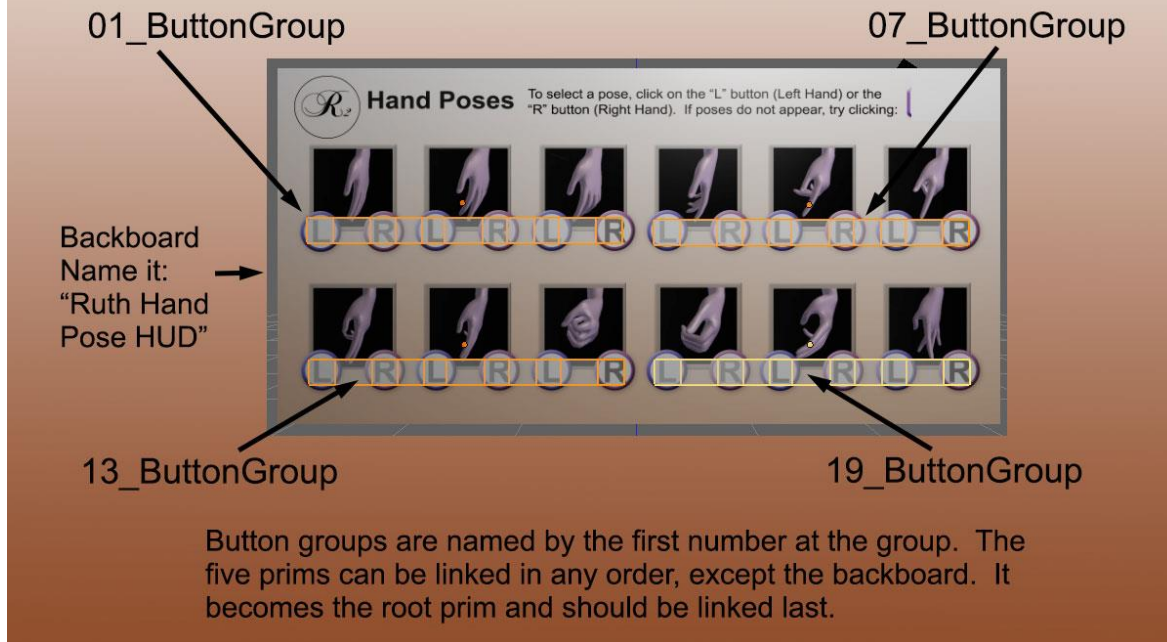 01_ButtonGroup
07_ButtonGroup
R2
Hand Poses
To select a pose, click on the “L” button (Left Hand) or the
“R” button (Right Hand). If poses do not appear, try clicking:
L R L R L R L R L R L R
Backboard
Name it:
“Ruth Hand
Pose HUD”
L R L R L R L R L R L R
13_ButtonGroup
19_ButtonGroup
Button groups are named by the first number at the group. The
five prims can be linked in any order, except the backboard. It
becomes the root prim and should be linked last.